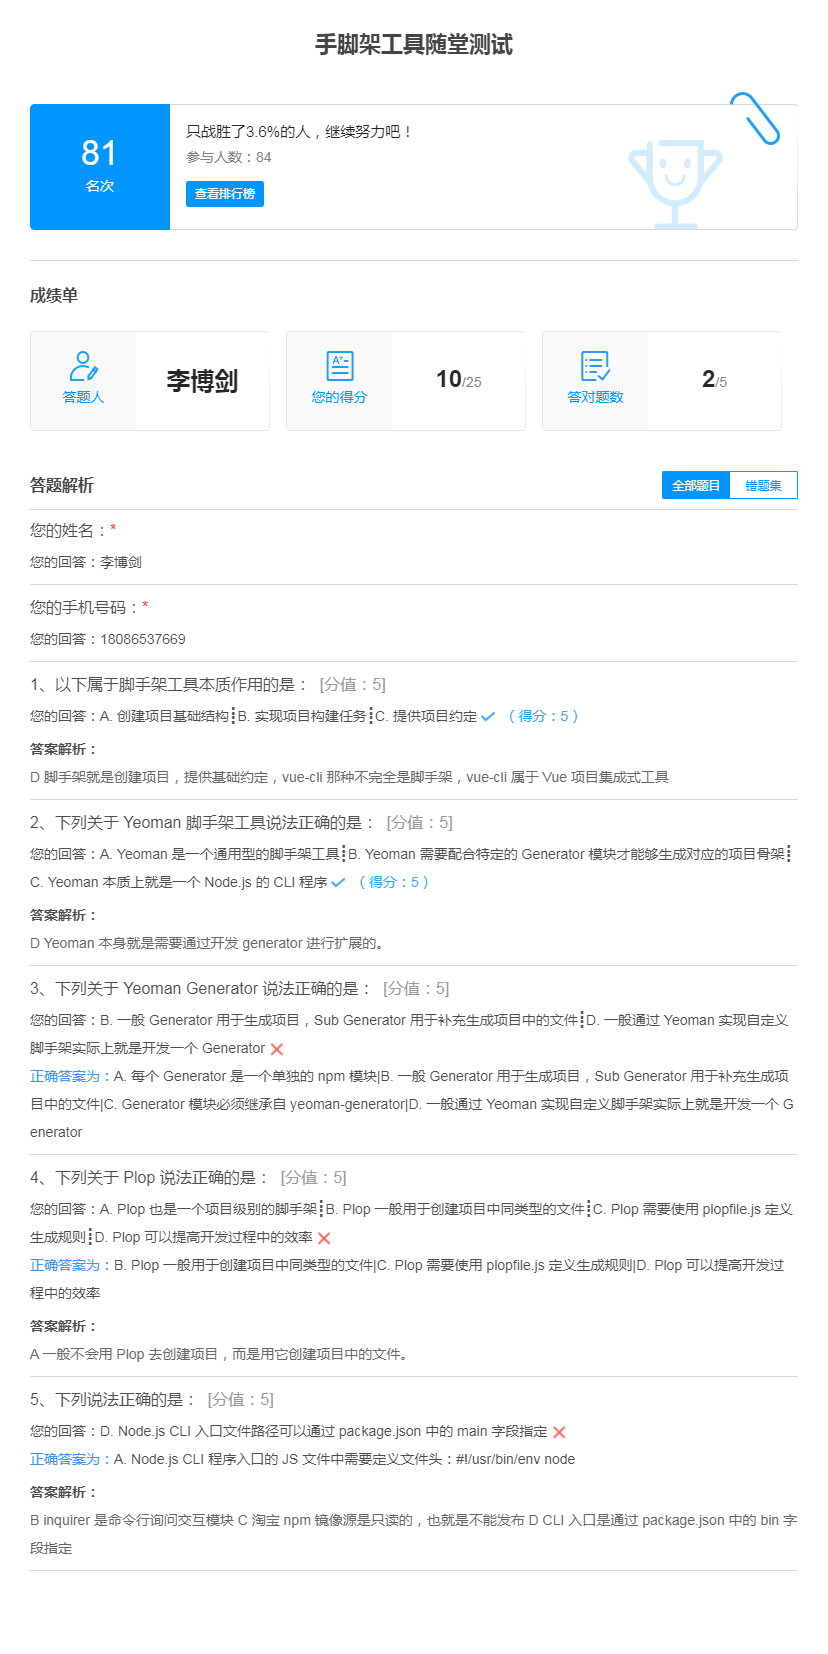 手脚架工具随堂测试
81
名次
只战胜了3.6%的人，继续努力吧！
参与人数：84
查看排行榜
成绩单
答题人
李博剑
您的得分
10/25
答对题数
2/5
答题解析
全部题目
错题集
您的姓名：*
您的回答：李博剑
您的手机号码：*
您的回答：18086537669
1、以下属于脚手架工具本质作用的是： [分值：5]
您的回答：A. 创建项目基础结构┋B. 实现项目构建任务┋C. 提供项目约定 （得分：5）
答案解析：
D 脚手架就是创建项目，提供基础约定，vue-cli 那种不完全是脚手架，vue-cli 属于 Vue 项目集成式工具
2、下列关于 Yeoman 脚手架工具说法正确的是： [分值：5]
您的回答：A. Yeoman 是一个通用型的脚手架工具┋B. Yeoman 需要配合特定的 Generator 模块才能够生成对应的项目骨架┋
C. Yeoman 本质上就是一个 Node.js 的 CLI 程序 （得分：5）
答案解析：
D Yeoman 本身就是需要通过开发 generator 进行扩展的。
3、下列关于 Yeoman Generator 说法正确的是： [分值：5]
您的回答：B. 一般 Generator 用于生成项目，Sub Generator 用于补充生成项目中的文件┋D. 一般通过 Yeoman 实现自定义
脚手架实际上就是开发一个 Generator
正确答案为：A. 每个 Generator 是一个单独的 npm 模块|B. 一般 Generator 用于生成项目，Sub Generator 用于补充生成项
目中的文件|C. Generator 模块必须继承自 yeoman-generator|D. 一般通过 Yeoman 实现自定义脚手架实际上就是开发一个 G
enerator
4、下列关于 Plop 说法正确的是： [分值：5]
您的回答：A. Plop 也是一个项目级别的脚手架┋B. Plop 一般用于创建项目中同类型的文件┋C. Plop 需要使用 plopfile.js 定义
生成规则┋D. Plop 可以提高开发过程中的效率
正确答案为：B. Plop 一般用于创建项目中同类型的文件|C. Plop 需要使用 plopfile.js 定义生成规则|D. Plop 可以提高开发过
程中的效率
答案解析：
A 一般不会用 Plop 去创建项目，而是用它创建项目中的文件。
5、下列说法正确的是： [分值：5]
您的回答：D. Node.js CLI 入口文件路径可以通过 package.json 中的 main 字段指定
正确答案为：A. Node.js CLI 程序入口的 JS 文件中需要定义文件头：#!/usr/bin/env node
答案解析：
B inquirer 是命令行询问交互模块 C 淘宝 npm 镜像源是只读的，也就是不能发布 D CLI 入口是通过 package.json 中的 bin 字
段指定